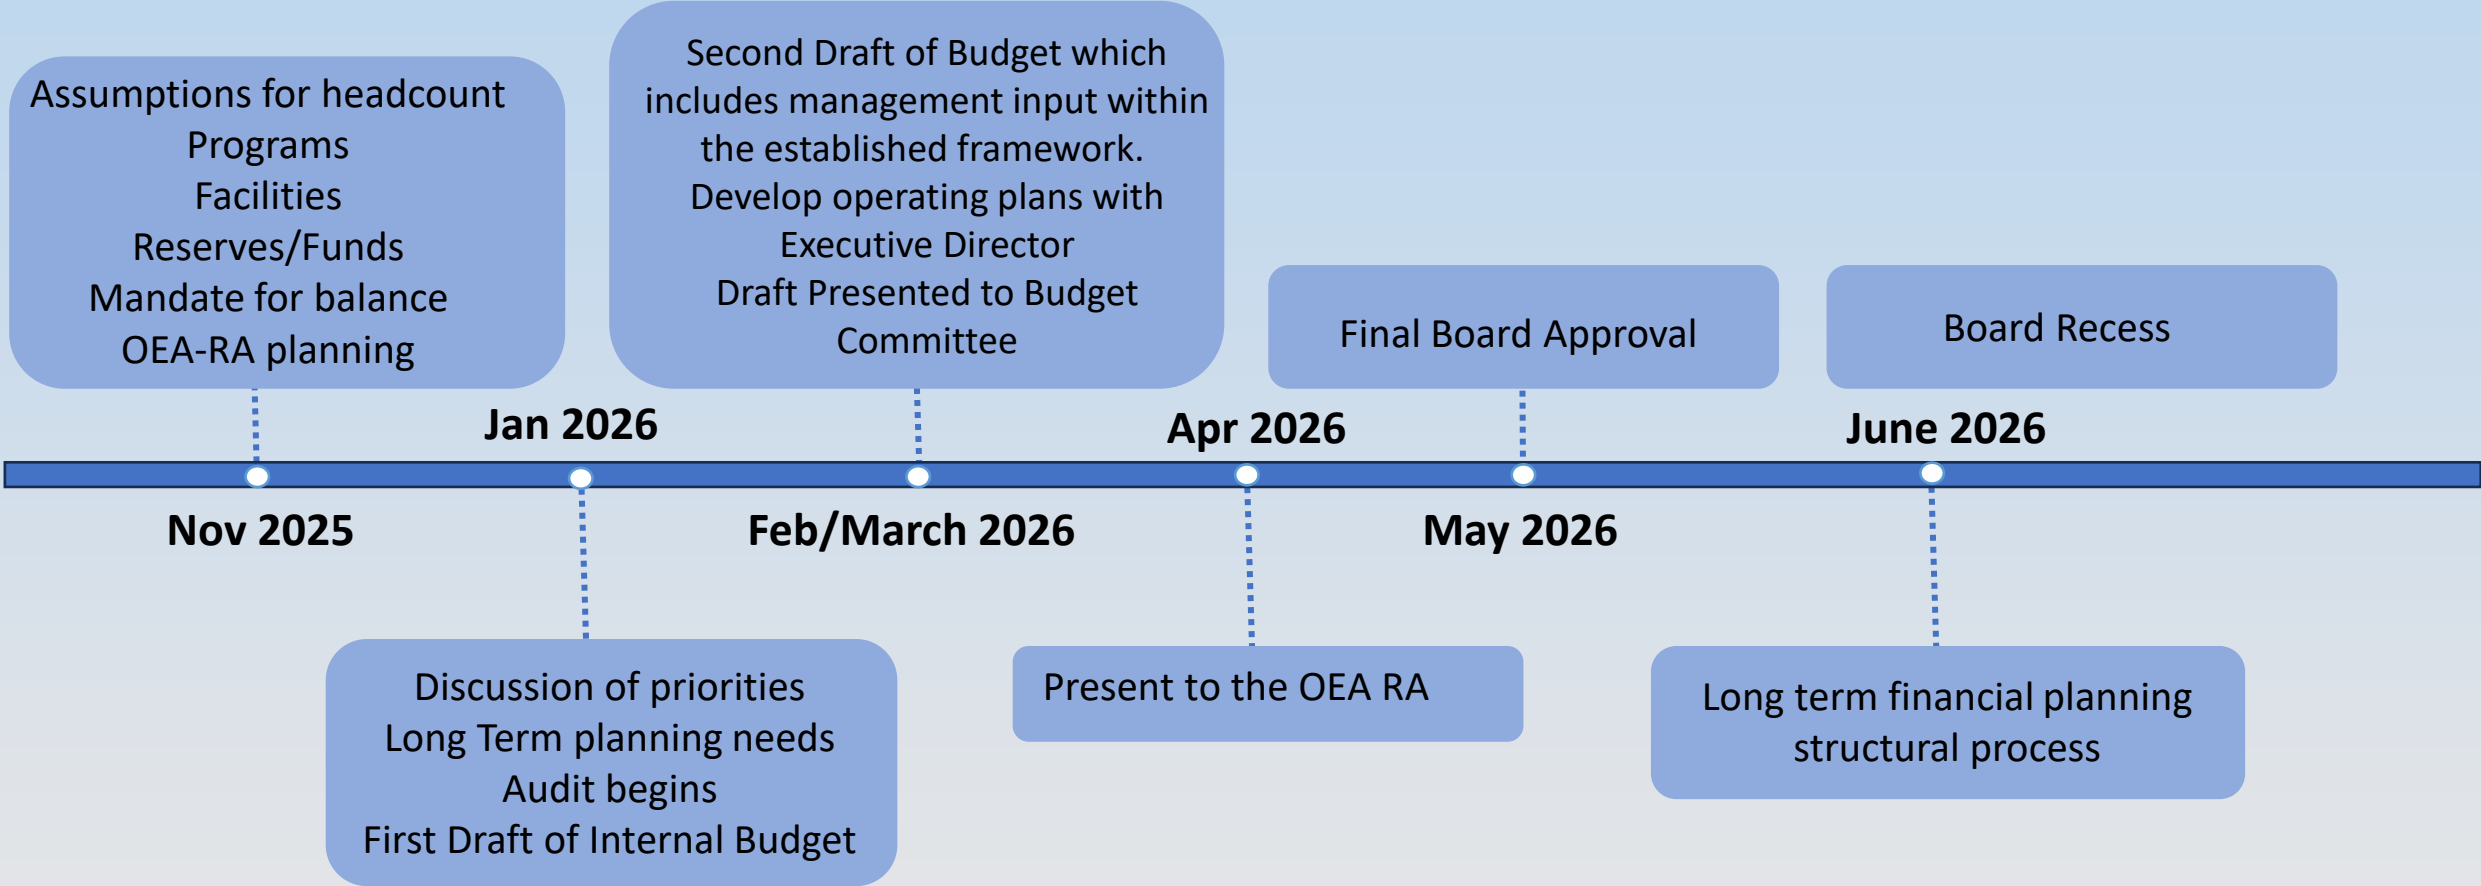 Assumptions for headcount
Programs
Facilities
Reserves/Funds
Mandate for balance
OEA-RA planning
Second Draft of Budget which
includes management input within
the established framework.
Develop operating plans with
Executive Director
Draft Presented to Budget
Committee
Final Board Approval
Board Recess
Jan 2026
Apr 2026
June 2026
Nov 2025
Feb/March 2026
May 2026
Discussion of priorities
Long Term planning needs
Audit begins
First Draft of Internal Budget
Present to the OEA RA
Long term financial planning
structural process